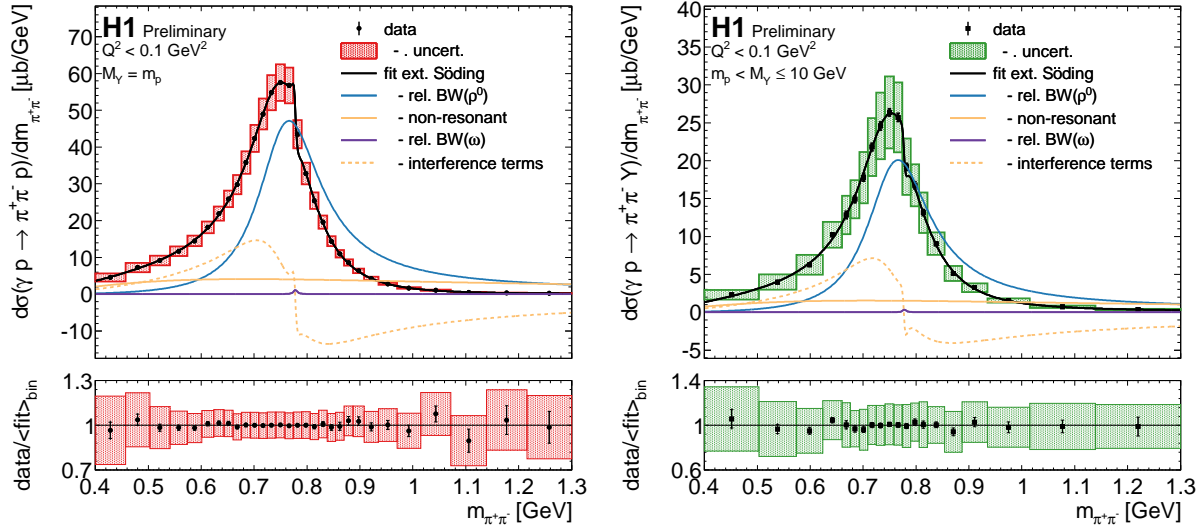 dσ(γ p → π⁺π⁻ p)/dm_π⁺π⁻ [μb/GeV]
H1 Preliminary
Q² < 0.1 GeV²
M_Y = m_p
data
- . uncert.
fit ext. Söding
- rel. BW(ρ⁰)
- non-resonant
- rel. BW(ω)
- interference terms
70
60
50
40
30
20
10
0
-10
data/<fit>_bin
1.3
1
0.7
0.4 0.5 0.6 0.7 0.8 0.9 1 1.1 1.2 1.3
m_π⁺π⁻ [GeV]
dσ(γ p → π⁺π⁻ Y)/dm_π⁺π⁻ [μb/GeV]
H1 Preliminary
Q² < 0.1 GeV²
m_p < M_Y ≤ 10 GeV
data
- . uncert.
fit ext. Söding
- rel. BW(ρ⁰)
- non-resonant
- rel. BW(ω)
- interference terms
40
35
30
25
20
15
10
5
0
-5
data/<fit>_bin
1.4
1
0.6
0.4 0.5 0.6 0.7 0.8 0.9 1 1.1 1.2 1.3
m_π⁺π⁻ [GeV]